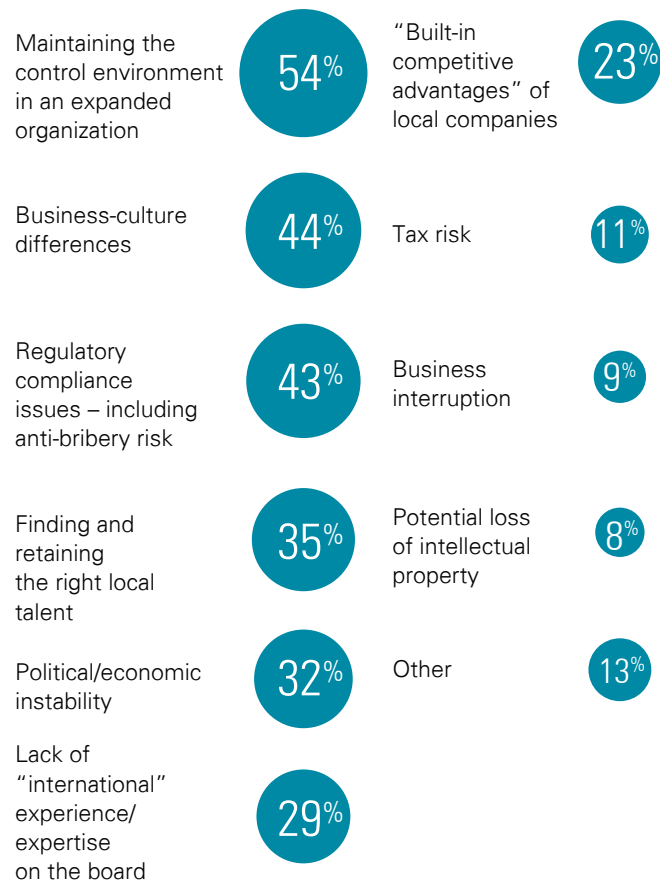 Maintaining the
control environment
in an expanded
organization
54%
Business-culture
differences
44%
Regulatory
compliance
issues – including
anti-bribery risk
43%
Finding and
retaining
the right local
talent
35%
Political/economic
instability
32%
Lack of
“international”
experience/
expertise
on the board
29%
“Built-in
competitive
advantages” of
local companies
23%
Tax risk
11%
Business
interruption
9%
Potential loss
of intellectual
property
8%
Other
13%